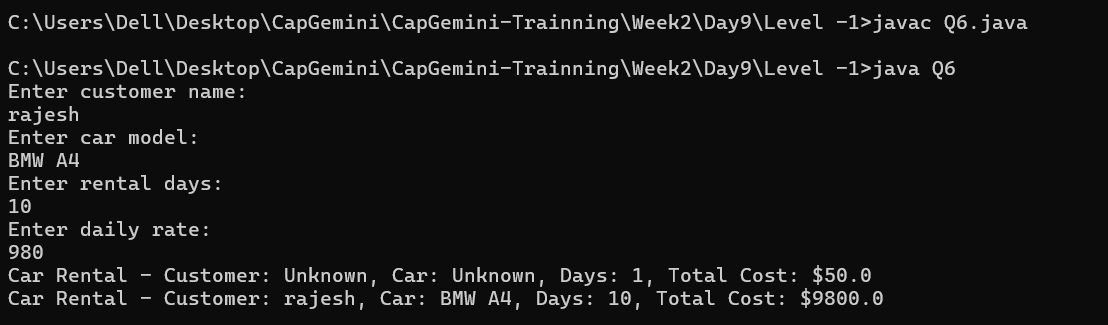 C:\Users\Dell\Desktop\CapGemini\CapGemini-Trainning\Week2\Day9\Level -1>javac Q6.java
C:\Users\Dell\Desktop\CapGemini\CapGemini-Trainning\Week2\Day9\Level -1>java Q6
Enter customer name:
rajesh
Enter car model:
BMW A4
Enter rental days:
10
Enter daily rate:
980
Car Rental - Customer: Unknown, Car: Unknown, Days: 1, Total Cost: $50.0
Car Rental - Customer: rajesh, Car: BMW A4, Days: 10, Total Cost: $9800.0